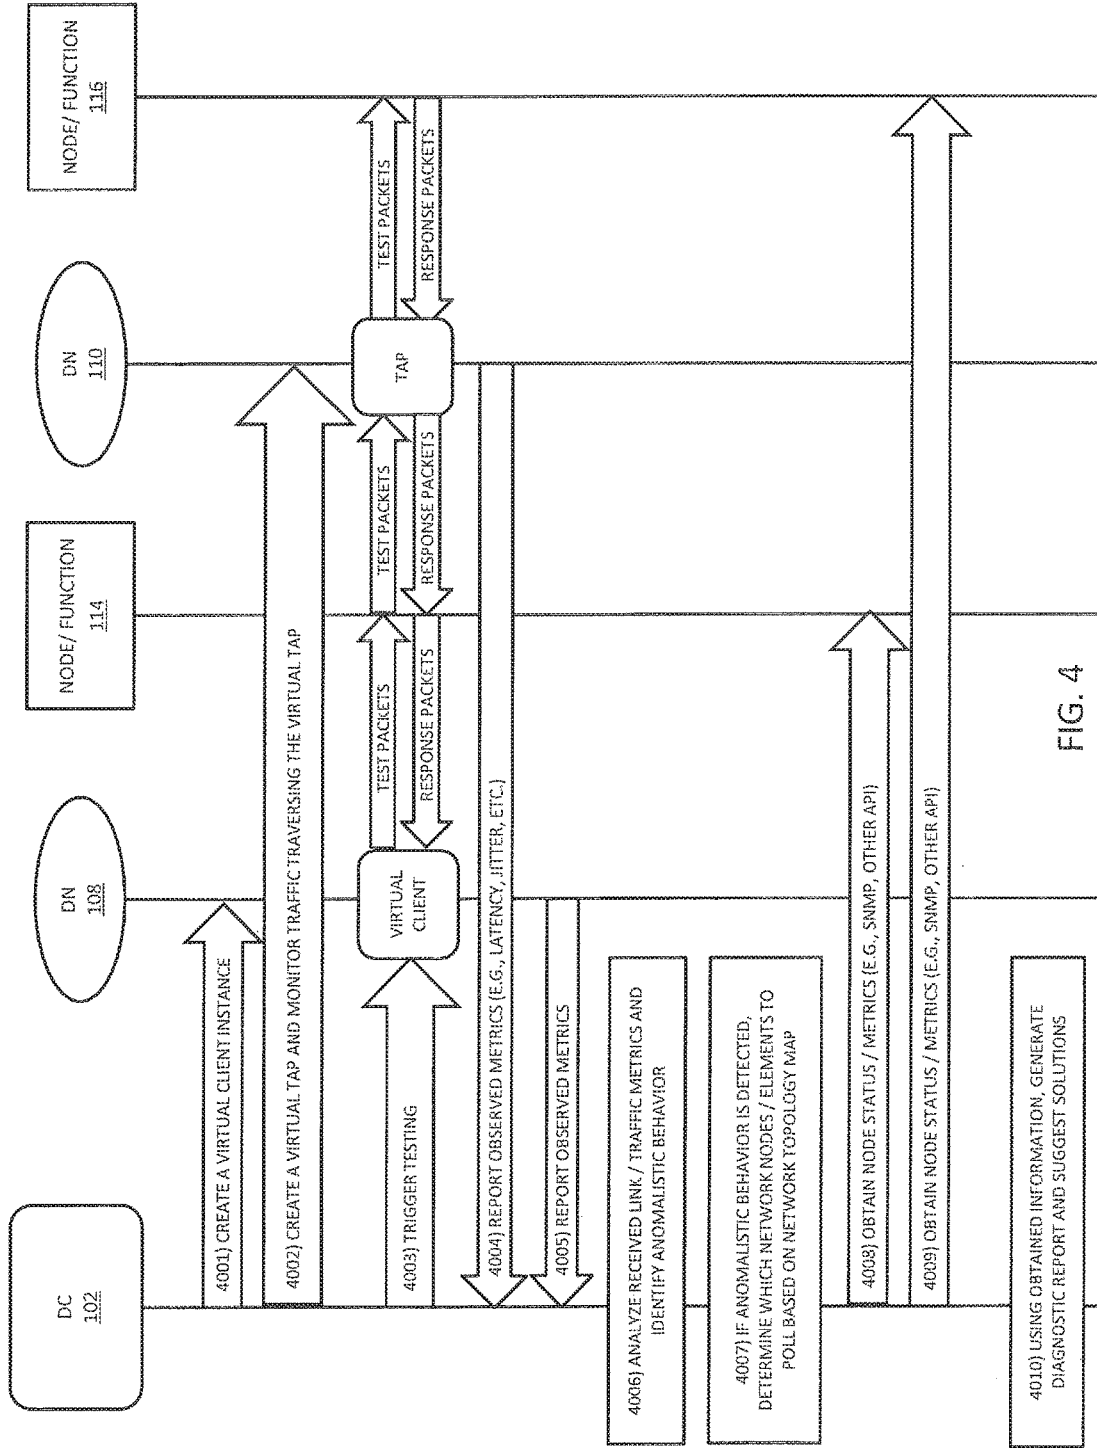 DC
102
DN
108
NODE/ FUNCTION
114
DN
110
NODE/ FUNCTION
116
4001) CREATE A VIRTUAL CLIENT INSTANCE
4002) CREATE A VIRTUAL TAP AND MONITOR TRAFFIC TRAVERSING THE VIRTUAL TAP
4003) TRIGGER TESTING
VIRTUAL
CLIENT
TEST PACKETS
RESPONSE PACKETS
TEST PACKETS
RESPONSE PACKETS
TAP
TEST PACKETS
RESPONSE PACKETS
4004) REPORT OBSERVED METRICS (E.G., LATENCY, JITTER, ETC.)
4005) REPORT OBSERVED METRICS
4006) ANALYZE RECEIVED LINK / TRAFFIC METRICS AND
IDENTIFY ANOMALISTIC BEHAVIOR
4007) IF ANOMALISTIC BEHAVIOR IS DETECTED,
DETERMINE WHICH NETWORK NODES / ELEMENTS TO
POLL BASED ON NETWORK TOPOLOGY MAP
4008) OBTAIN NODE STATUS / METRICS (E.G., SNMP, OTHER API)
4009) OBTAIN NODE STATUS / METRICS (E.G., SNMP, OTHER API)
4010) USING OBTAINED INFORMATION, GENERATE
DIAGNOSTIC REPORT AND SUGGEST SOLUTIONS
FIG. 4